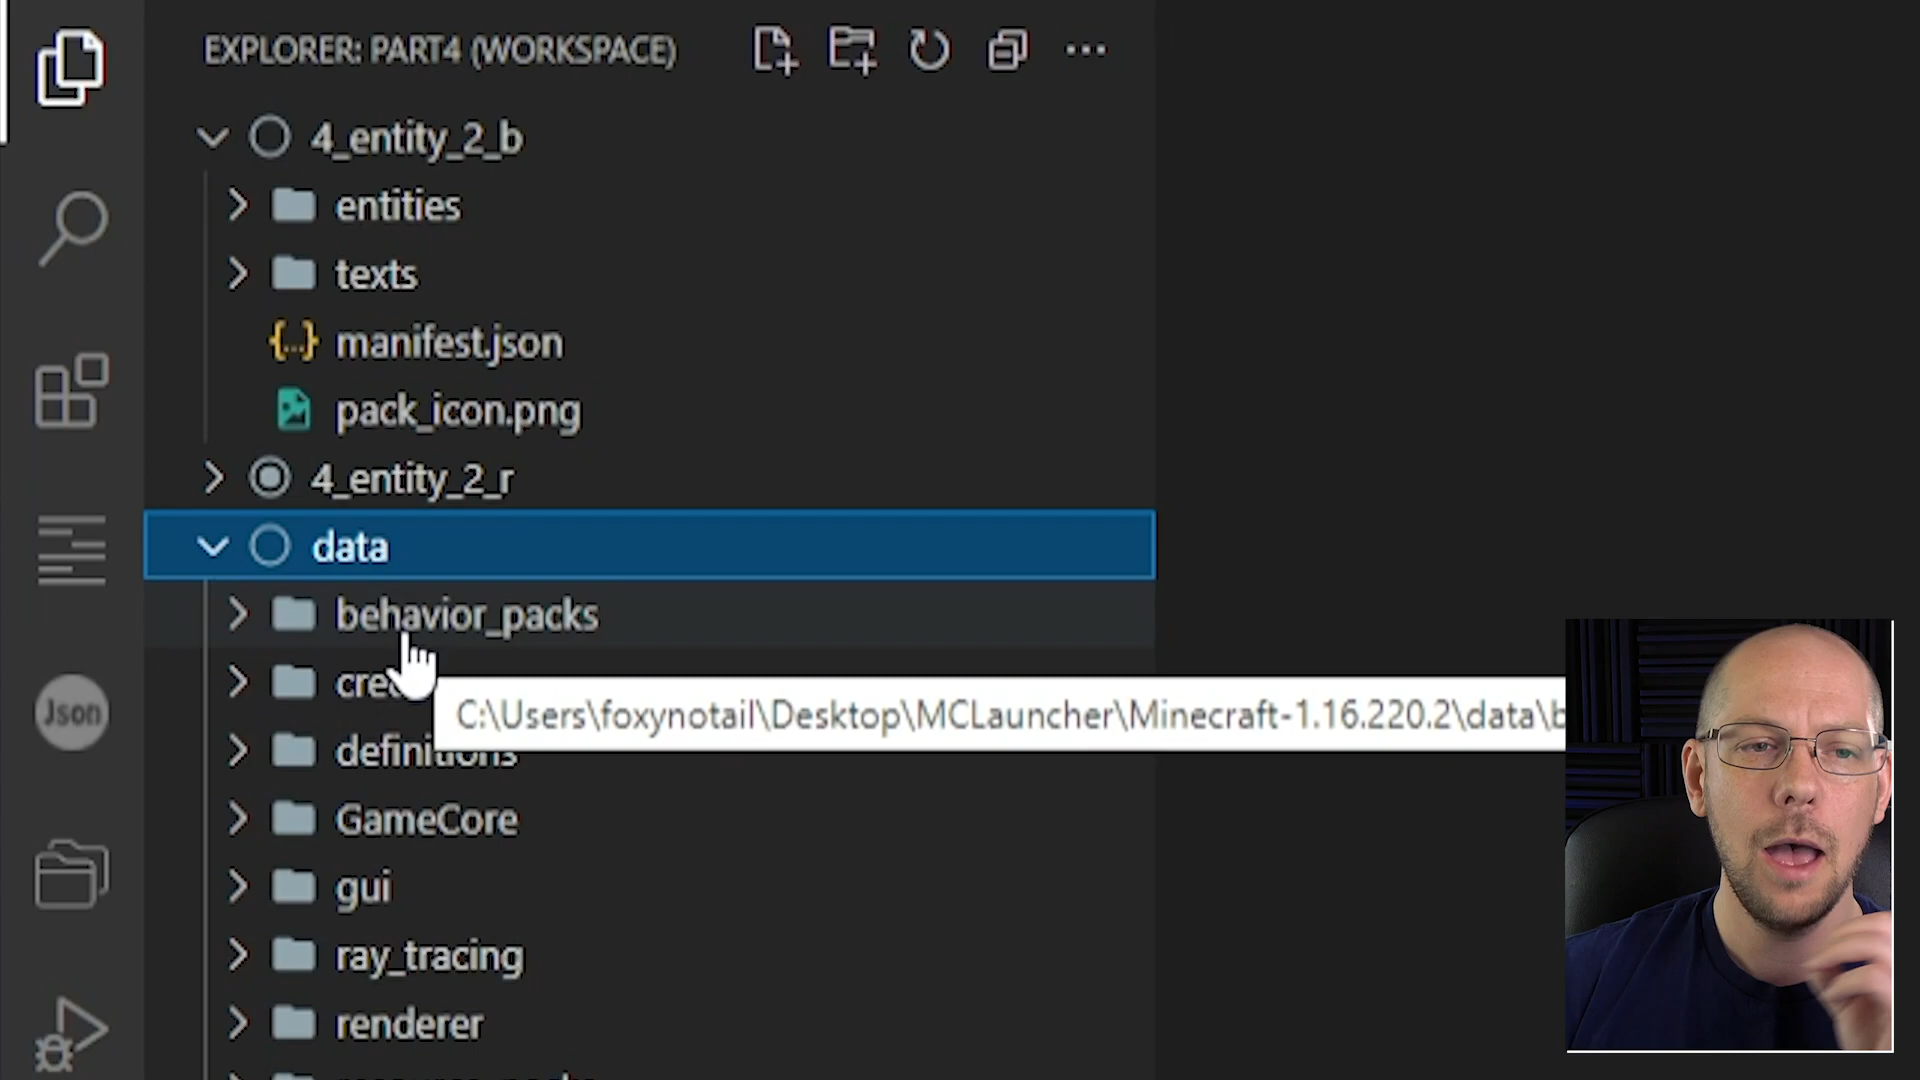 EXPLORER: PART4 (WORKSPACE)
4_entity_2_b
entities
texts
manifest.json
pack_icon.png
4_entity_2_r
data
behavior_packs
C:\Users\foxynotail\Desktop\MCLauncher\Minecraft-1.16.220.2\data\b
definitions
GameCore
Json
gui
ray_tracing
renderer